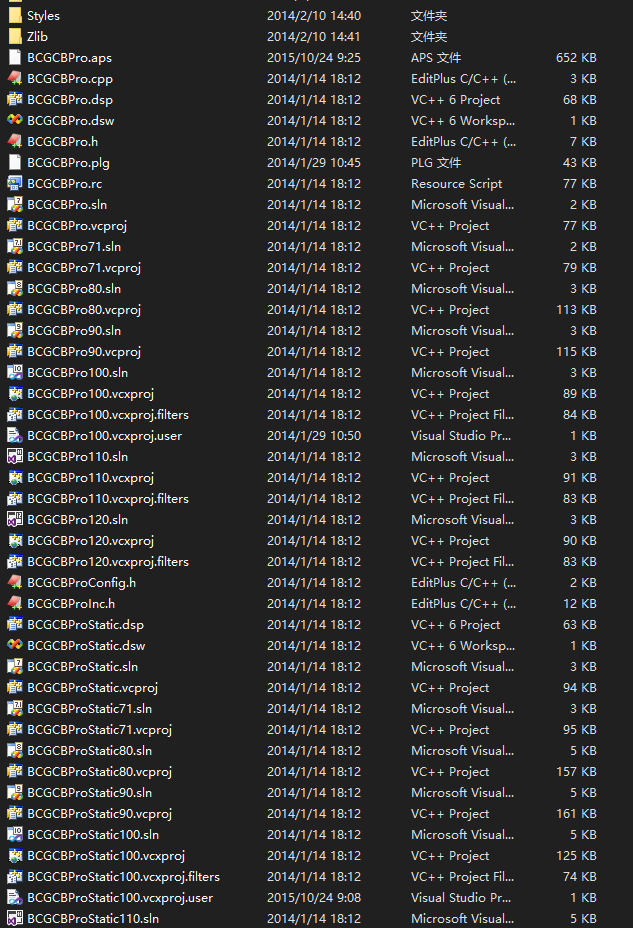 Styles 2014/2/10 14:40 文件夹
Zlib 2014/2/10 14:41 文件夹
BCGCBPro.aps 2015/10/24 9:25 APS 文件 652 KB
BCGCBPro.cpp 2014/1/14 18:12 EditPlus C/C++ (... 3 KB
BCGCBPro.dsp 2014/1/14 18:12 VC++ 6 Project 68 KB
BCGCBPro.dsw 2014/1/14 18:12 VC++ 6 Worksp... 1 KB
BCGCBPro.h 2014/1/14 18:12 EditPlus C/C++ (... 7 KB
BCGCBPro.plg 2014/1/29 10:45 PLG 文件 43 KB
BCGCBPro.rc 2014/1/14 18:12 Resource Script 77 KB
BCGCBPro.sln 2014/1/14 18:12 Microsoft Visual... 2 KB
BCGCBPro.vcproj 2014/1/14 18:12 VC++ Project 77 KB
BCGCBPro71.sln 2014/1/14 18:12 Microsoft Visual... 2 KB
BCGCBPro71.vcproj 2014/1/14 18:12 VC++ Project 79 KB
BCGCBPro80.sln 2014/1/14 18:12 Microsoft Visual... 3 KB
BCGCBPro80.vcproj 2014/1/14 18:12 VC++ Project 113 KB
BCGCBPro90.sln 2014/1/14 18:12 Microsoft Visual... 3 KB
BCGCBPro90.vcproj 2014/1/14 18:12 VC++ Project 115 KB
BCGCBPro100.sln 2014/1/14 18:12 Microsoft Visual... 3 KB
BCGCBPro100.vcxproj 2014/1/14 18:12 VC++ Project 89 KB
BCGCBPro100.vcxproj.filters 2014/1/14 18:12 VC++ Project Fil... 84 KB
BCGCBPro100.vcxproj.user 2014/1/29 10:50 Visual Studio Pr... 1 KB
BCGCBPro110.sln 2014/1/14 18:12 Microsoft Visual... 3 KB
BCGCBPro110.vcxproj 2014/1/14 18:12 VC++ Project 91 KB
BCGCBPro110.vcxproj.filters 2014/1/14 18:12 VC++ Project Fil... 83 KB
BCGCBPro120.sln 2014/1/14 18:12 Microsoft Visual... 3 KB
BCGCBPro120.vcxproj 2014/1/14 18:12 VC++ Project 90 KB
BCGCBPro120.vcxproj.filters 2014/1/14 18:12 VC++ Project Fil... 83 KB
BCGCBProConfig.h 2014/1/14 18:12 EditPlus C/C++ (... 2 KB
BCGCBProInc.h 2014/1/14 18:12 EditPlus C/C++ (... 12 KB
BCGCBProStatic.dsp 2014/1/14 18:12 VC++ 6 Project 63 KB
BCGCBProStatic.dsw 2014/1/14 18:12 VC++ 6 Worksp... 1 KB
BCGCBProStatic.sln 2014/1/14 18:12 Microsoft Visual... 3 KB
BCGCBProStatic.vcproj 2014/1/14 18:12 VC++ Project 94 KB
BCGCBProStatic71.sln 2014/1/14 18:12 Microsoft Visual... 3 KB
BCGCBProStatic71.vcproj 2014/1/14 18:12 VC++ Project 95 KB
BCGCBProStatic80.sln 2014/1/14 18:12 Microsoft Visual... 5 KB
BCGCBProStatic80.vcproj 2014/1/14 18:12 VC++ Project 157 KB
BCGCBProStatic90.sln 2014/1/14 18:12 Microsoft Visual... 5 KB
BCGCBProStatic90.vcproj 2014/1/14 18:12 VC++ Project 161 KB
BCGCBProStatic100.sln 2014/1/14 18:12 Microsoft Visual... 5 KB
BCGCBProStatic100.vcxproj 2014/1/14 18:12 VC++ Project 125 KB
BCGCBProStatic100.vcxproj.filters 2014/1/14 18:12 VC++ Project Fil... 74 KB
BCGCBProStatic100.vcxproj.user 2015/10/24 9:08 Visual Studio Pr... 1 KB
BCGCBProStatic110.sln 2014/1/14 18:12 Microsoft Visual... 5 KB